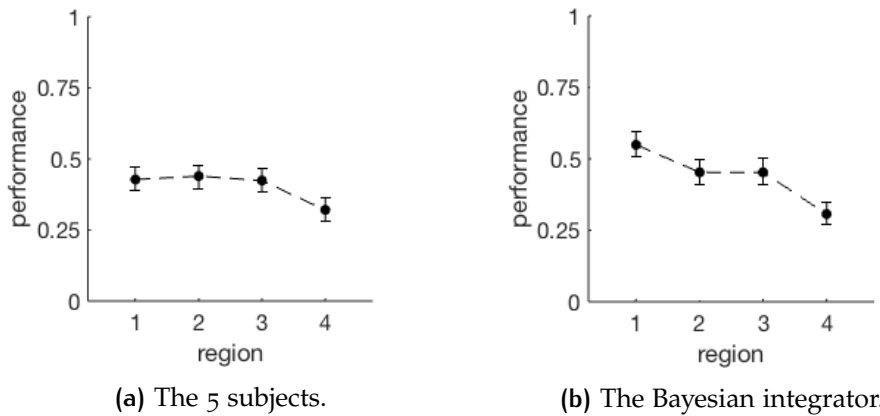 1
0.75
0.5
0.25
0
performance
1 2 3 4
region
(a) The 5 subjects.
1
0.75
0.5
0.25
0
performance
1 2 3 4
region
(b) The Bayesian integrator.